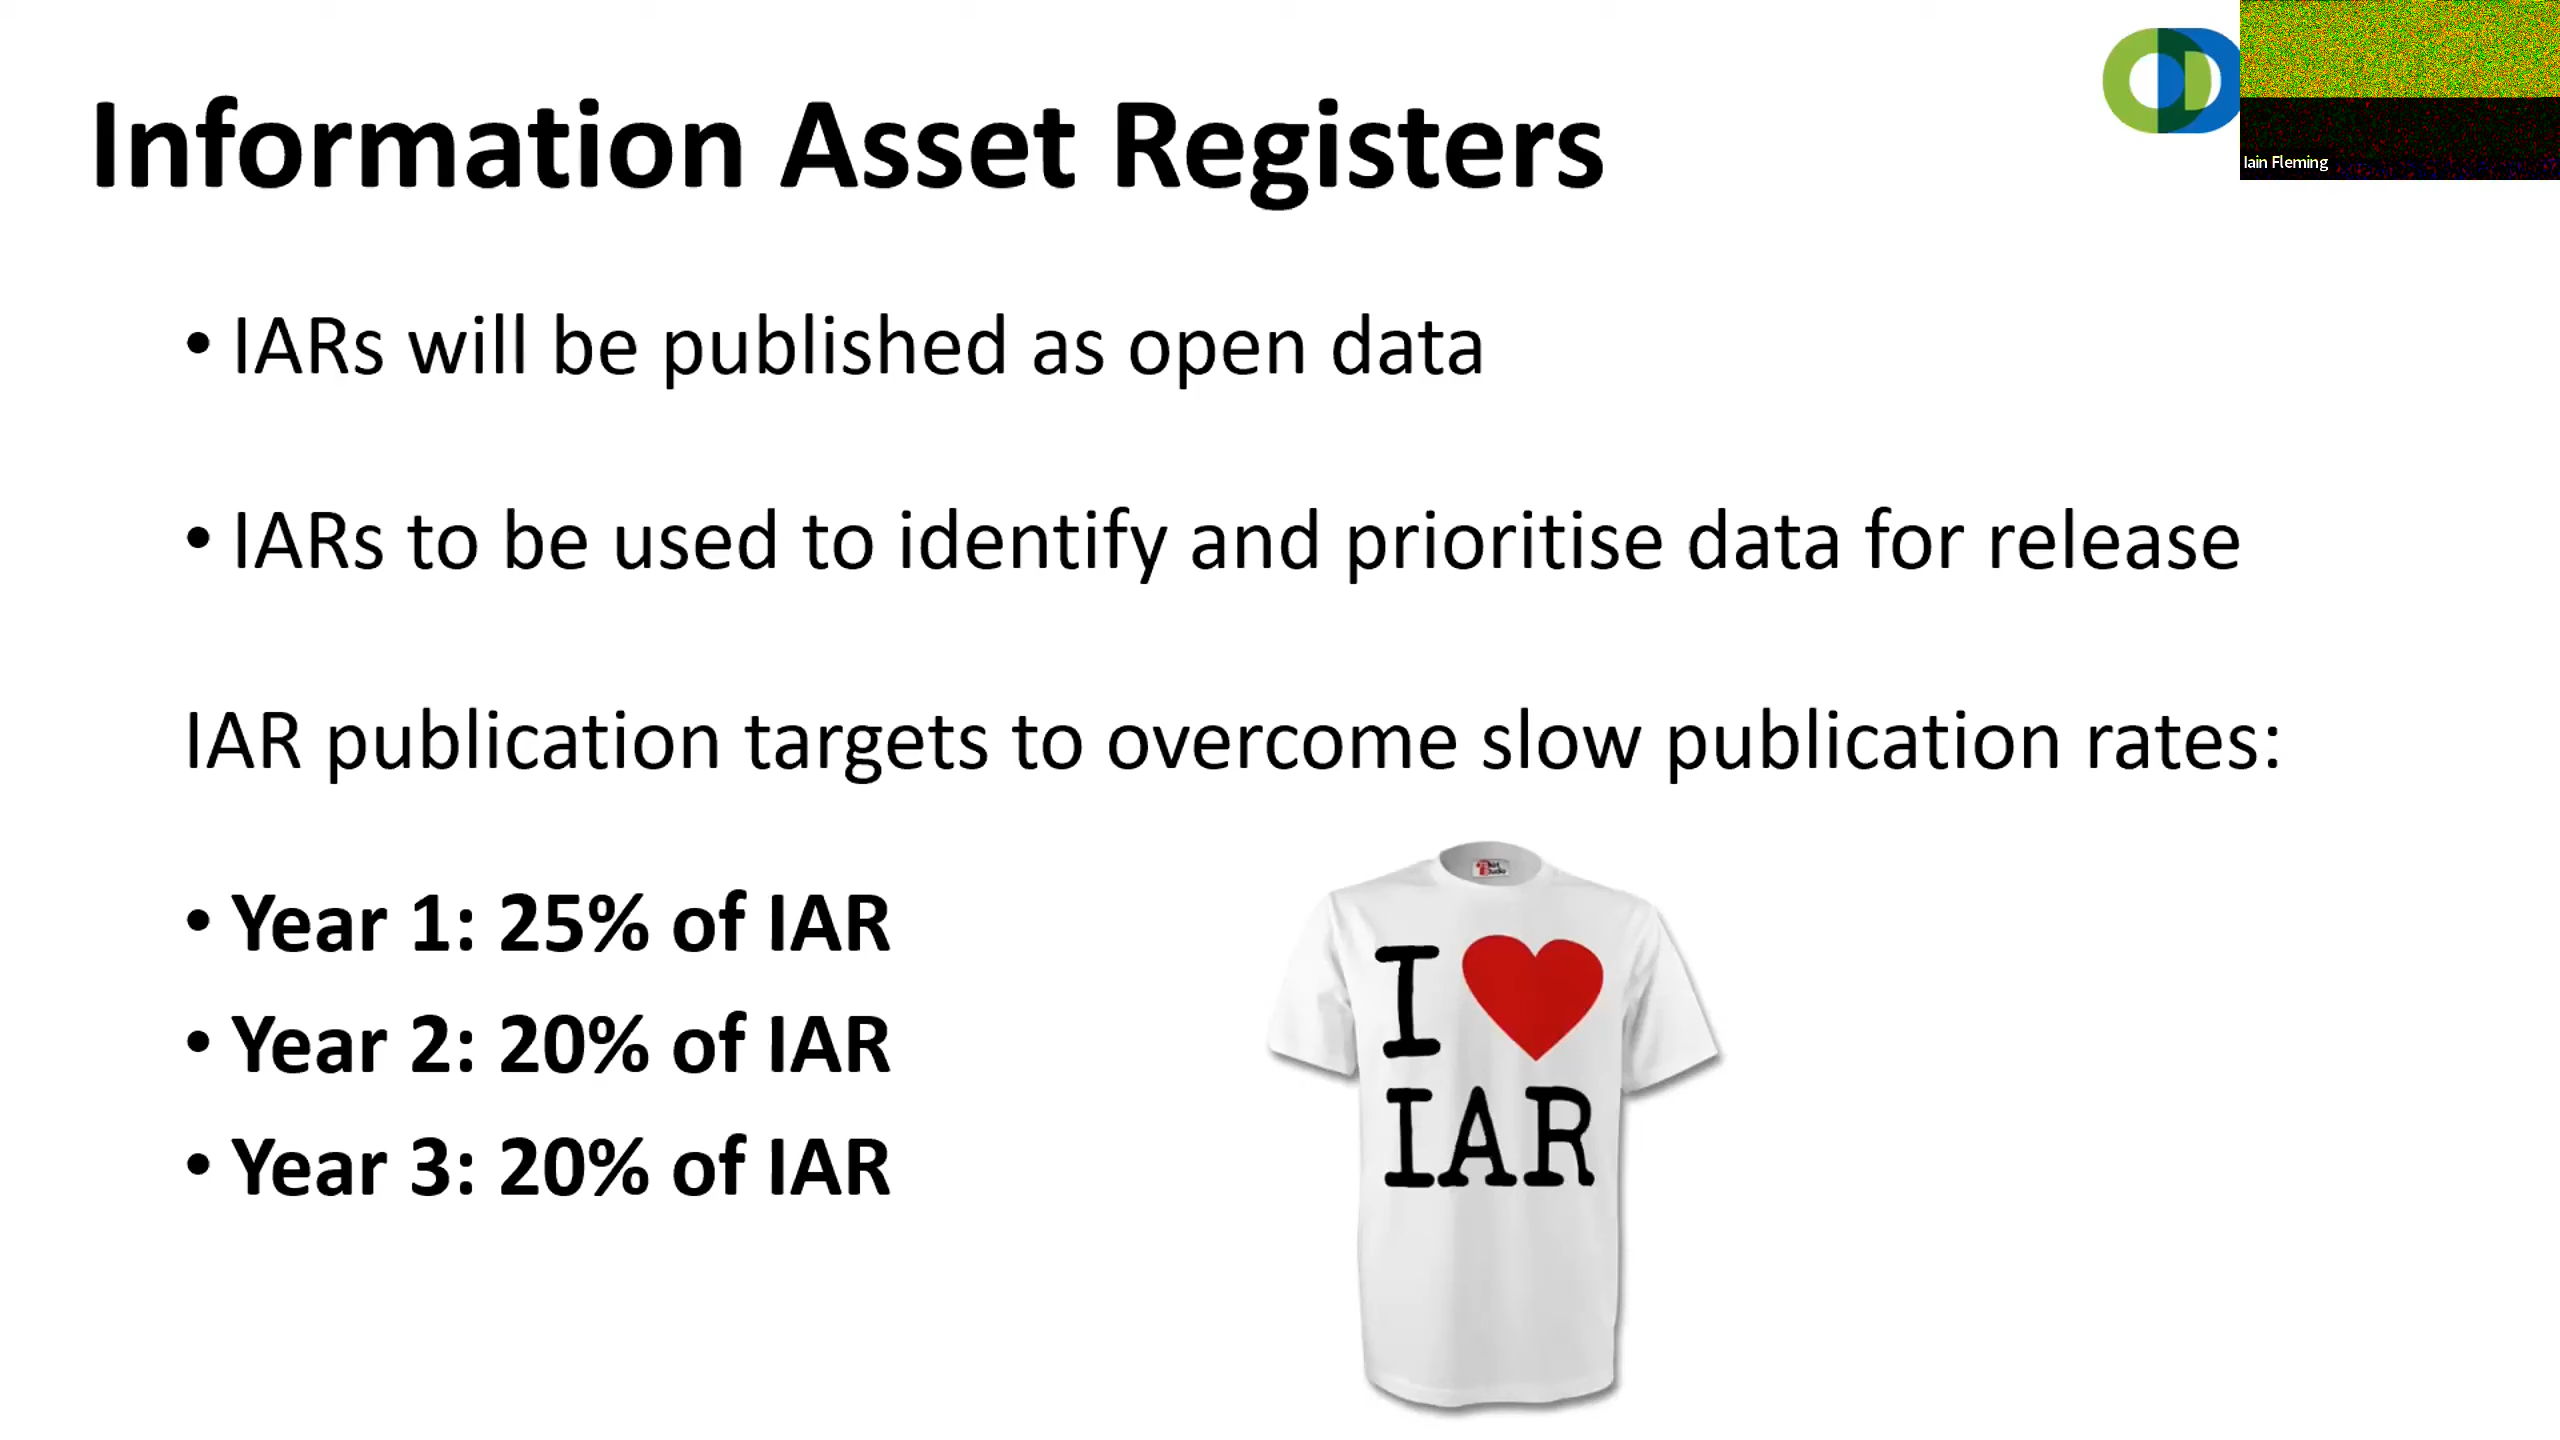 Information Asset Registers
Iain Fleming
• IARs will be published as open data
• IARs to be used to identify and prioritise data for release
IAR publication targets to overcome slow publication rates:
• Year 1: 25% of IAR
• Year 2: 20% of IAR
• Year 3: 20% of IAR
I
IAR